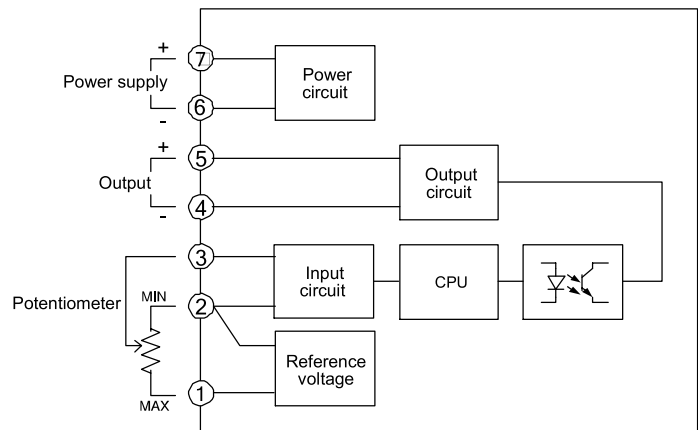 +
7
Power supply
Power
circuit
6
-
+
5
Output
Output
circuit
4
-
3
Input
circuit
CPU
Potentiometer
MIN
2
Reference
voltage
1
MAX